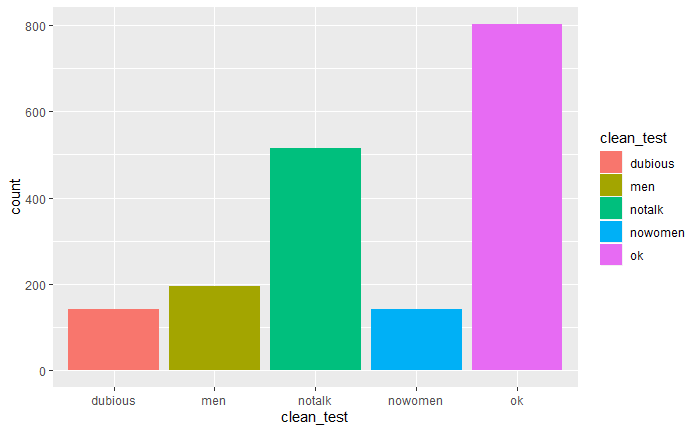 800
600
400
200
0
count
dubious
men
notalk
nowomen
ok
clean_test
clean_test
dubious
men
notalk
nowomen
ok